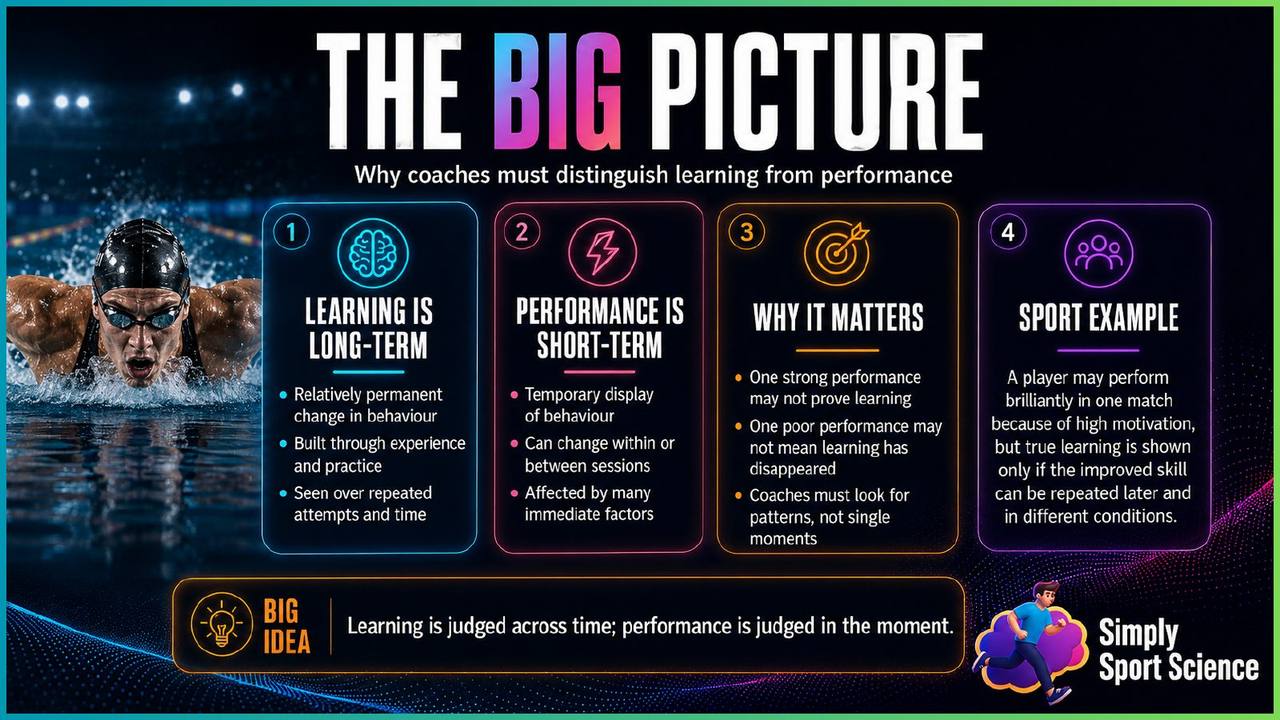 THE BIG PICTURE
Why coaches must distinguish learning from performance
1
LEARNING IS
LONG-TERM
• Relatively permanent
change in behaviour
• Built through experience
and practice
• Seen over repeated
attempts and time
2
PERFORMANCE IS
SHORT-TERM
• Temporary display
of behaviour
• Can change within or
between sessions
• Affected by many
immediate factors
3
WHY IT MATTERS
• One strong performance
may not prove learning
• One poor performance may
not mean learning has
disappeared
• Coaches must look for
patterns, not single
moments
4
SPORT EXAMPLE
A player may perform
brilliantly in one match
because of high motivation,
but true learning is shown
only if the improved skill
can be repeated later and
in different conditions.
BIG
IDEA
Learning is judged across time; performance is judged in the moment.
Simply
Sport Science